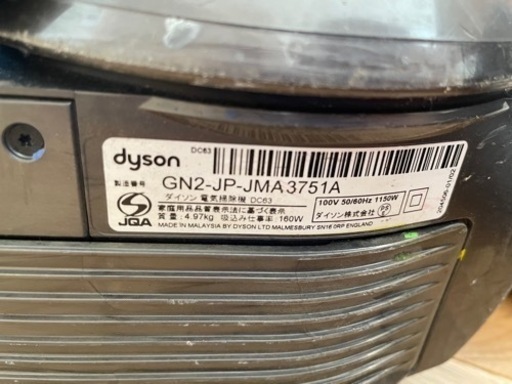 dyson
DC63
製造番号
GN2-JP-JMA3751A
ダイソン 電気掃除機 DC63
家庭用品品質表示法に基づく表示
質量:4.97kg 吸込み仕事率:160W
MADE IN MALAYSIA BY DYSON LTD MALMESBURY SN16 0RP ENGLAND
JQA
100V 50/60Hz 1150W
ダイソン株式会社
PS